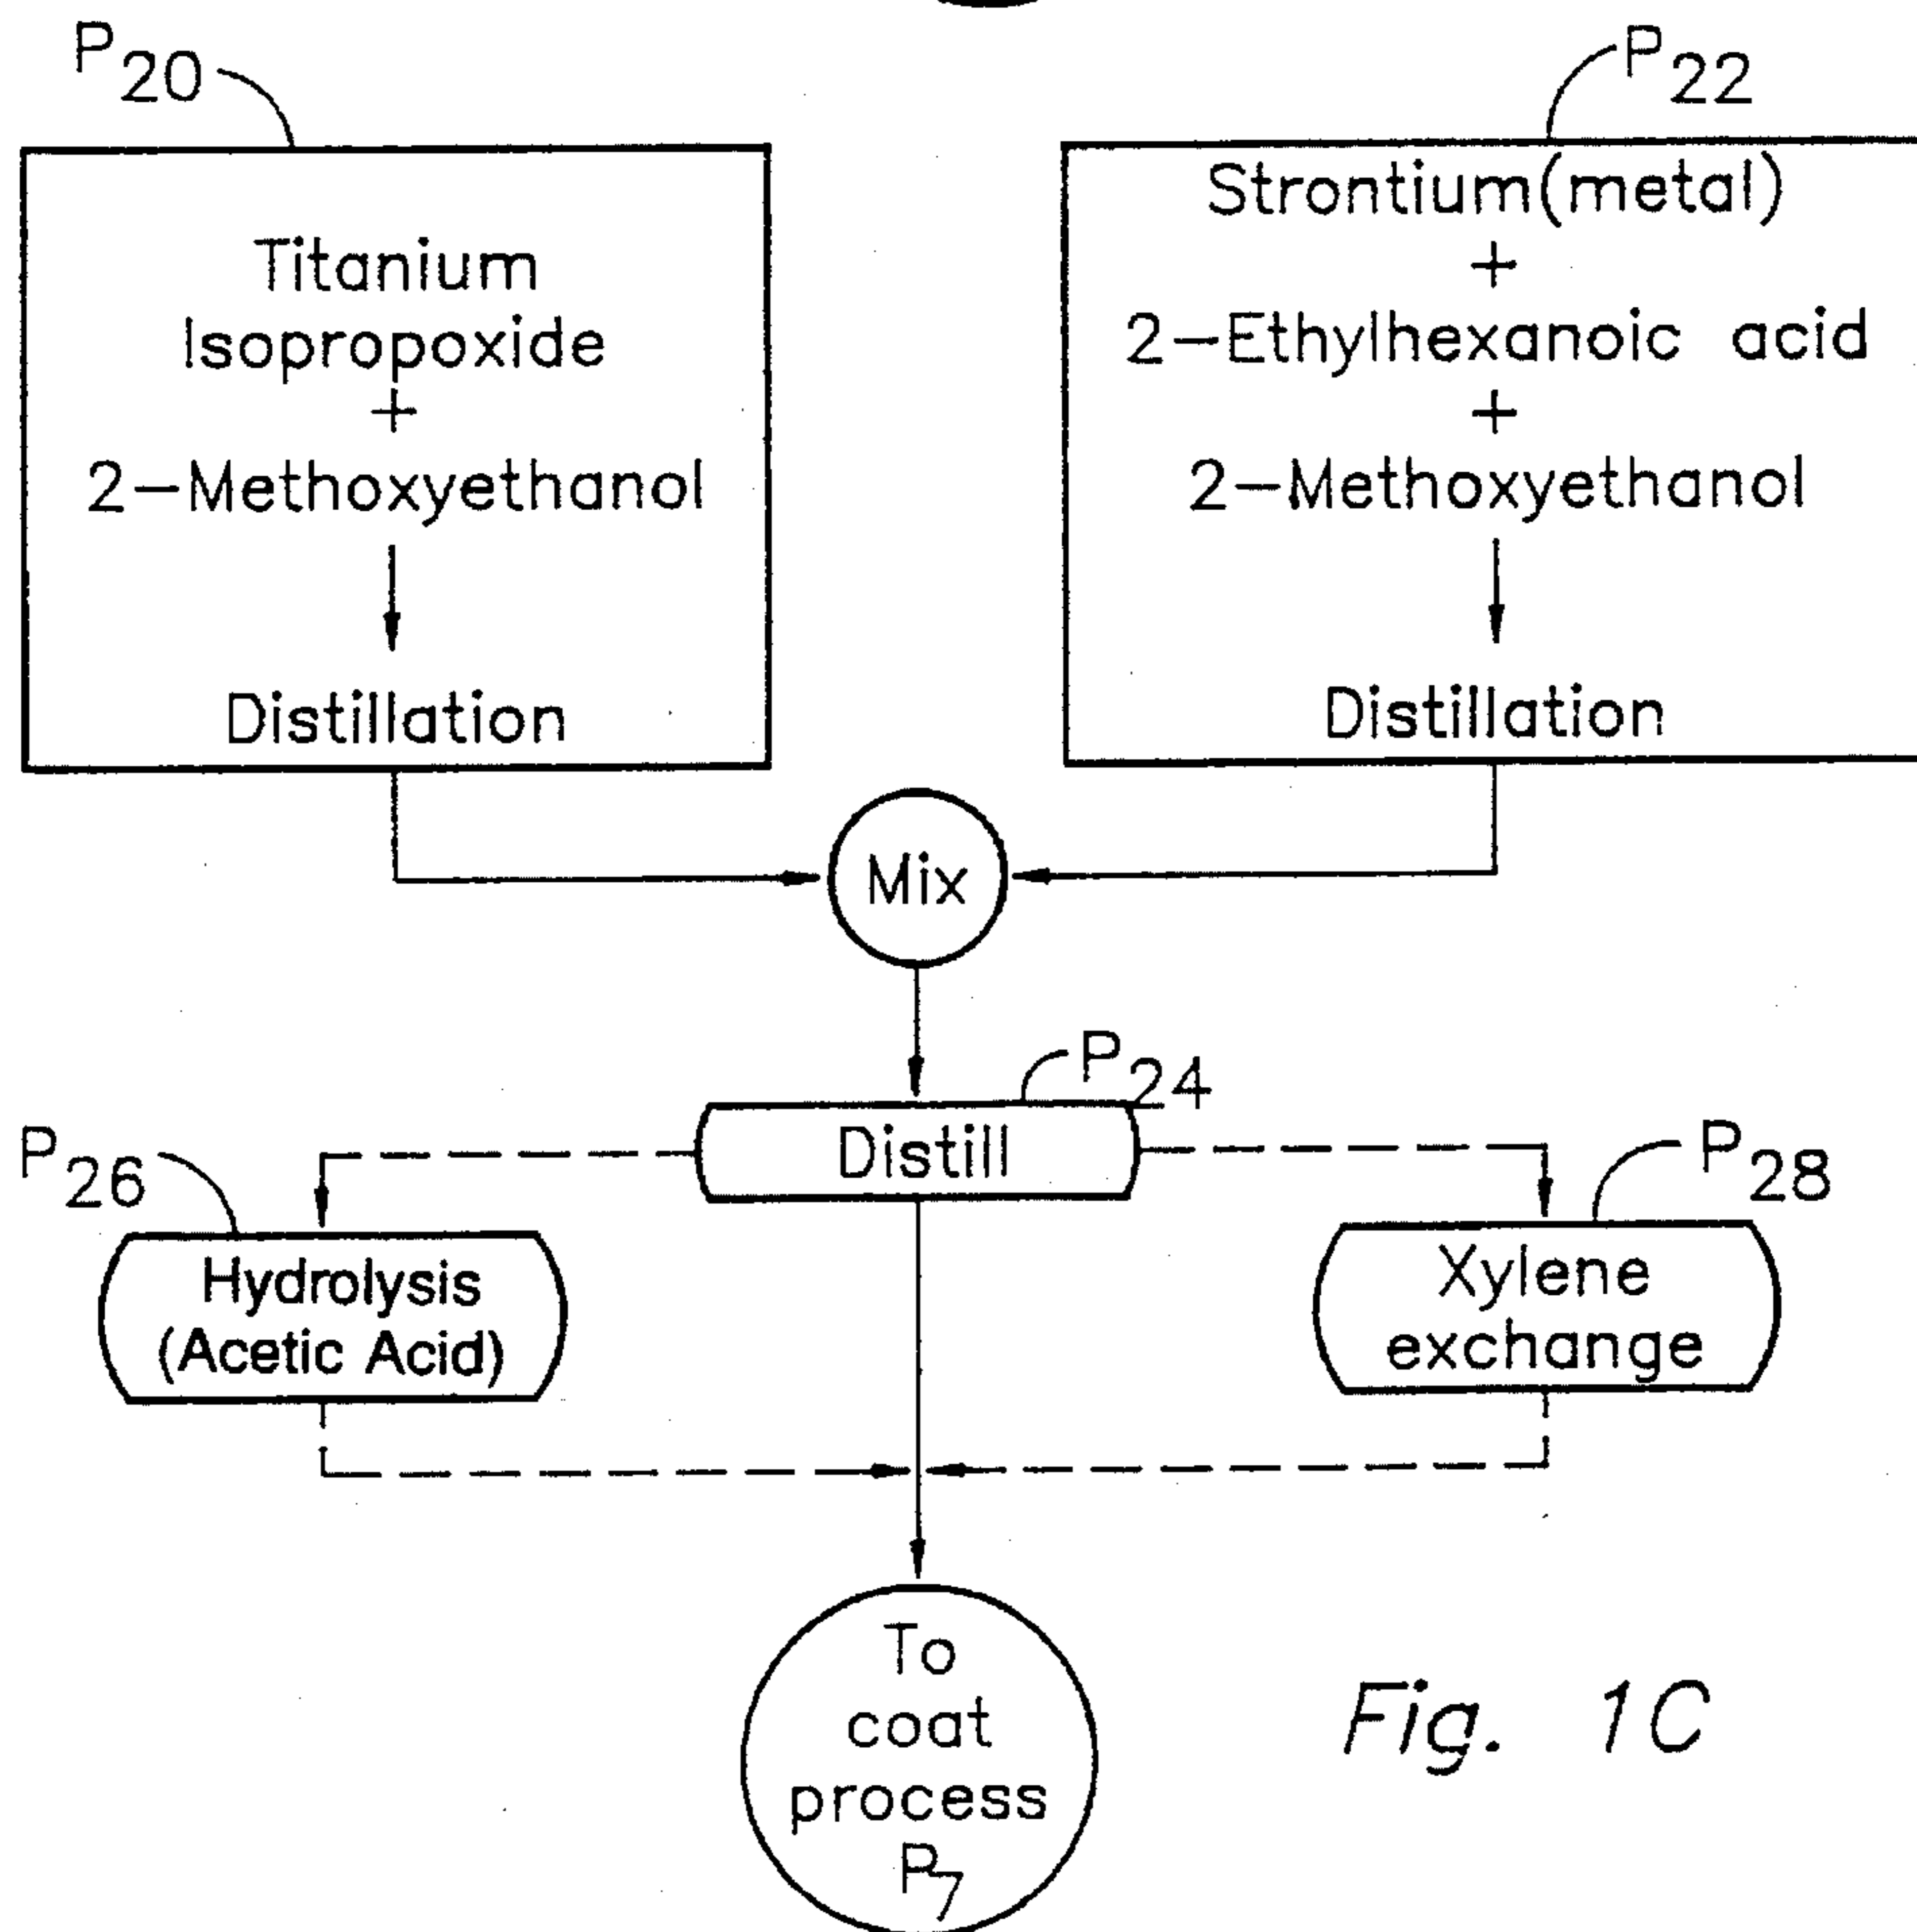 P20
Titanium
Isopropoxide
+
2-Methoxyethanol
Distillation
P22
Strontium(metal)
+
2-Ethylhexanoic acid
+
2-Methoxyethanol
Distillation
Mix
P24
Distill
P26
Hydrolysis
(Acetic Acid)
P28
Xylene
exchange
To
coat
process
P7
Fig. 1C